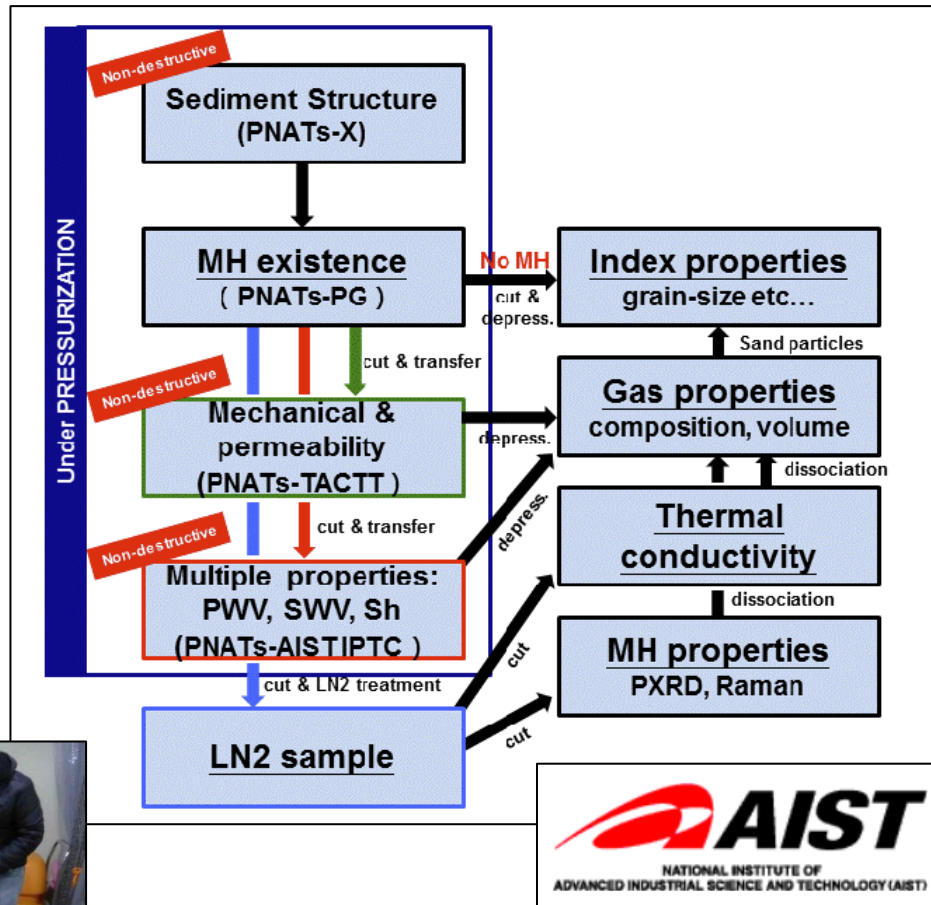 Under PRESSURIZATION
Non-destructive
Sediment Structure
(PNATs-X)
MH existence
( PNATs-PG )
No MH
cut &
depress.
Index properties
grain-size etc...
Sand particles
cut & transfer
Non-destructive
Mechanical &
permeability
(PNATs-TACTT )
depress.
Gas properties
composition, volume
dissociation
cut & transfer
depress.
Non-destructive
Multiple properties:
PWV, SWV, Sh
(PNATs-AIST IPTC )
Thermal
conductivity
dissociation
cut
cut & LN2 treatment
MH properties
PXRD, Raman
cut
LN2 sample
AIST
NATIONAL INSTITUTE OF
ADVANCED INDUSTRIAL SCIENCE AND TECHNOLOGY (AIST)